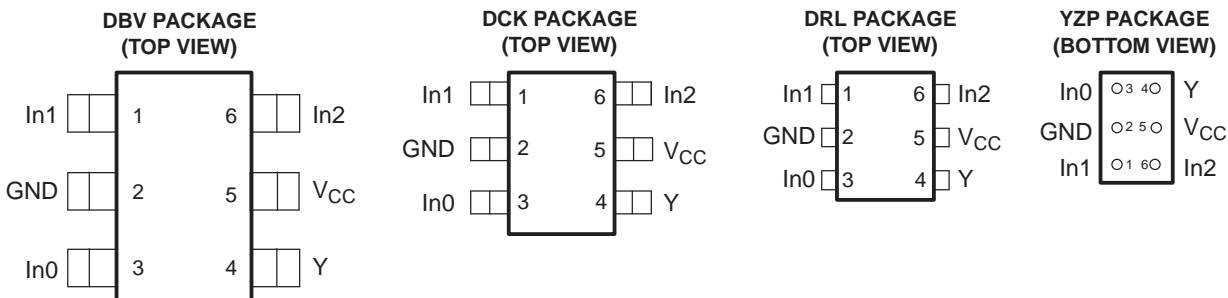 DBV PACKAGE
(TOP VIEW)
In1 1 6 In2
GND 2 5 VCC
In0 3 4 Y
DCK PACKAGE
(TOP VIEW)
In1 1 6 In2
GND 2 5 VCC
In0 3 4 Y
DRL PACKAGE
(TOP VIEW)
In1 1 6 In2
GND 2 5 VCC
In0 3 4 Y
YZP PACKAGE
(BOTTOM VIEW)
In0 3 4 Y
GND 2 5 VCC
In1 1 6 In2